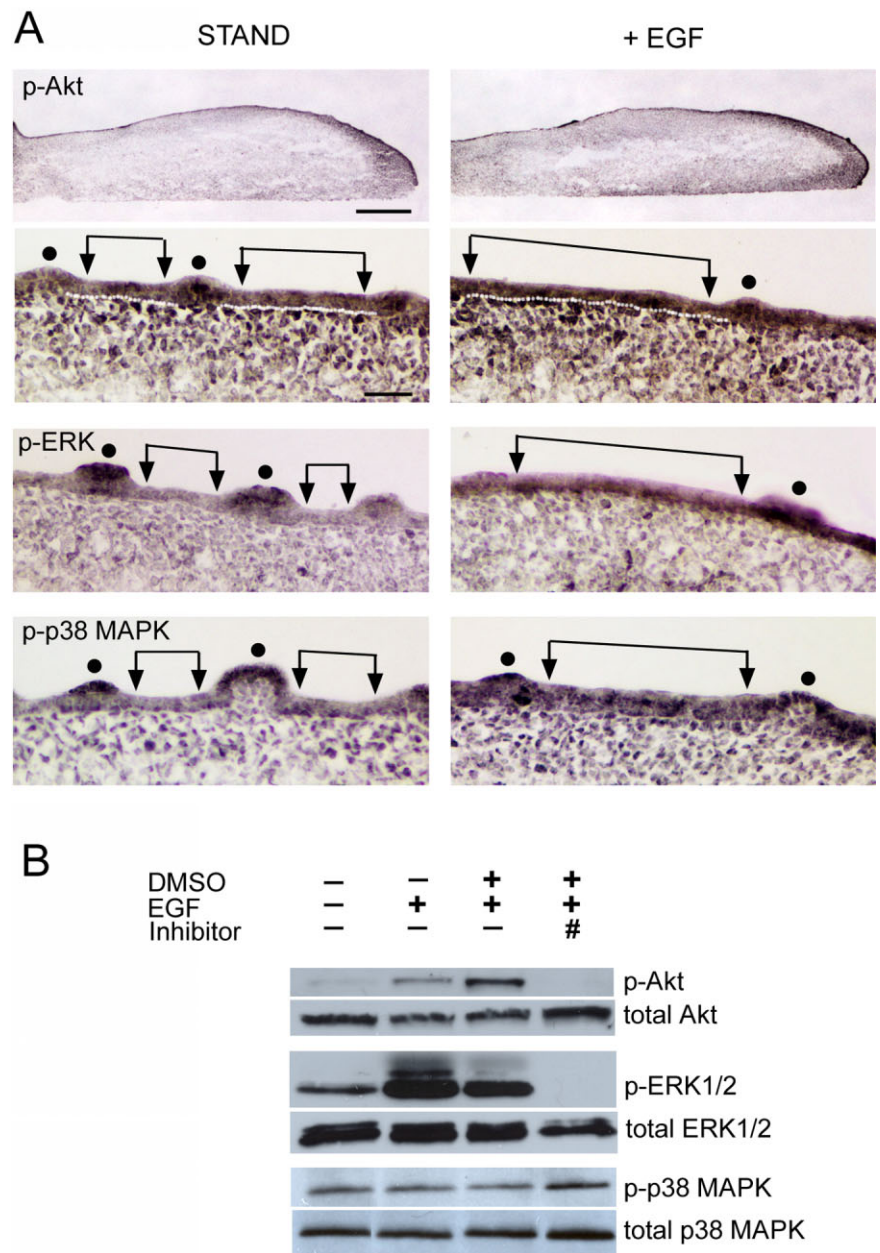 A
STAND
+ EGF
p-Akt
p-ERK
p-p38 MAPK
B
DMSO – – + +
EGF – + + +
Inhibitor – – – #
p-Akt
total Akt
p-ERK1/2
total ERK1/2
p-p38 MAPK
total p38 MAPK